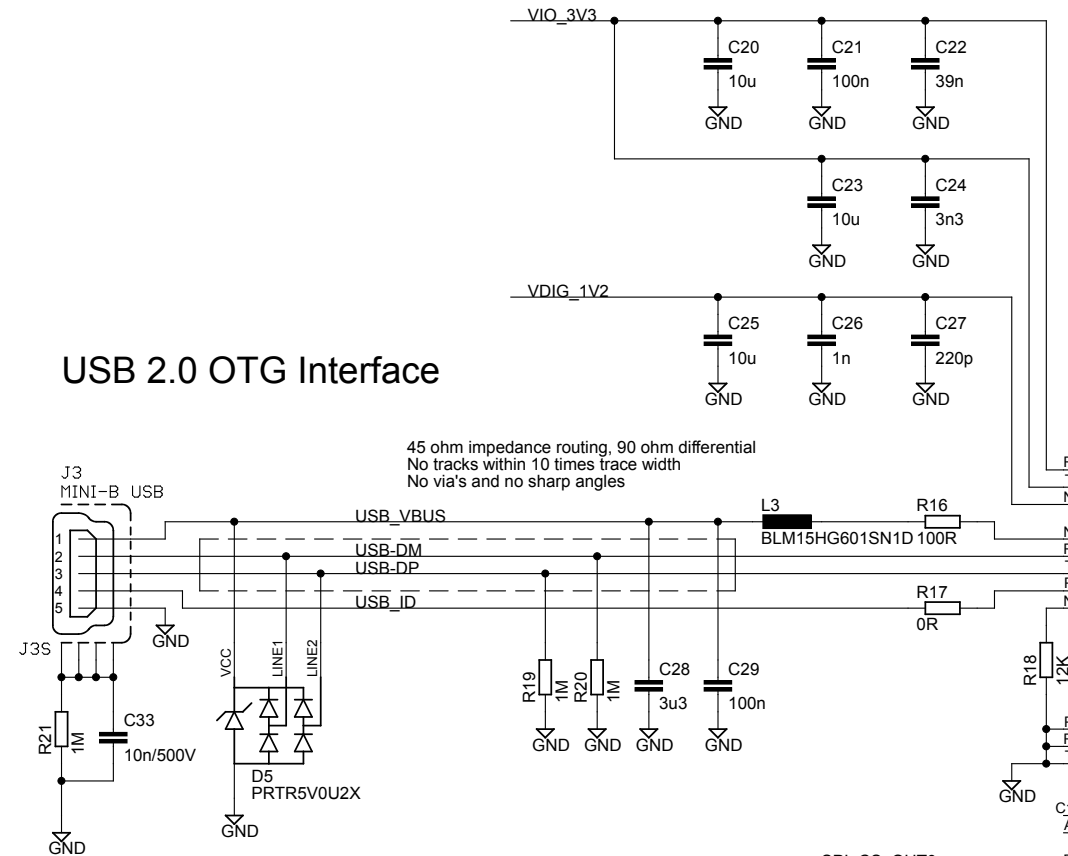 VIO_3V3
C20
10u
GND
C21
100n
GND
C22
39n
GND
C23
10u
GND
C24
3n3
GND
VDIG_1V2
C25
10u
GND
C26
1n
GND
C27
220p
GND
USB 2.0 OTG Interface
45 ohm impedance routing, 90 ohm differential
No tracks within 10 times trace width
No via's and no sharp angles
J3
MINI-B USB
1
2
3
4
5
GND
J3S
USB_VBUS
USB-DM
USB-DP
USB_ID
L3
BLM15HG601SN1D
R16
100R
R17
0R
VCC
LINE1
LINE2
D5
PRTR5V0U2X
GND
R19
1M
GND
R20
1M
GND
C28
3u3
GND
C29
100n
GND
R18
12K
GND
R21
1M
C33
10n/500V
GND